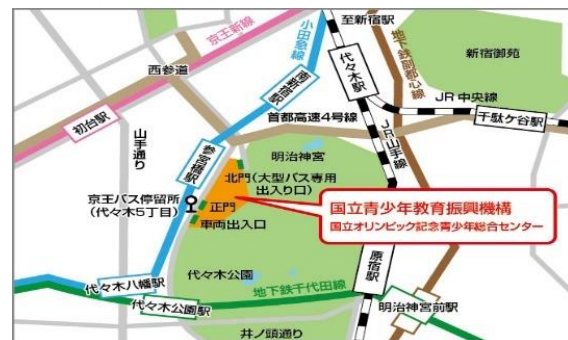 至新宿駅
京王新線
小田急線
地下鉄副都心線
新宿御苑
西参道
南新宿駅
代々木駅
JR中央線
初台駅
山手通り
首都高速4号線
千駄ケ谷駅
参宮橋駅
明治神宮
JR山手線
北門(大型バス専用
出入り口)
京王バス停留所
(代々木5丁目)
正門
車両出入口
国立青少年教育振興機構
国立オリンピック記念青少年総合センター
代々木公園
原宿駅
代々木八幡駅
代々木公園駅
地下鉄千代田線
明治神宮前駅
井ノ頭通り